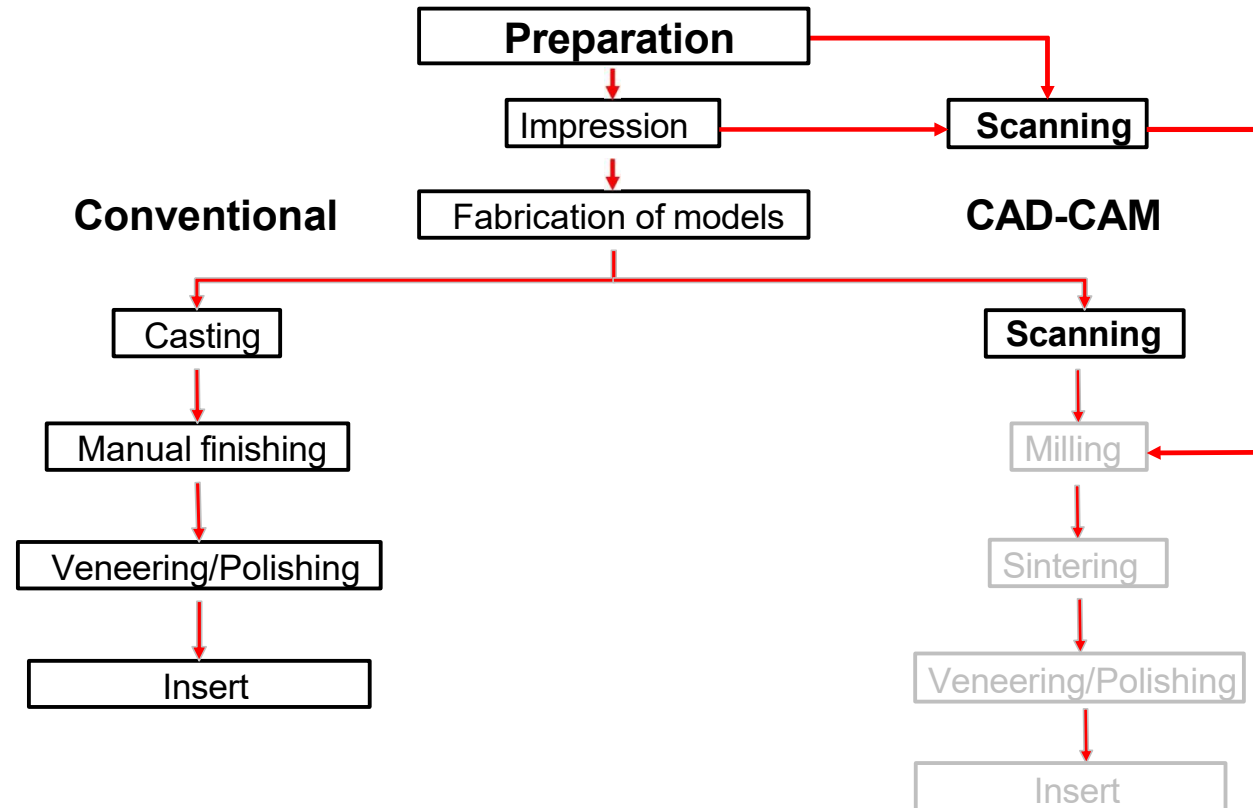 Preparation
Impression
Scanning
Conventional
Fabrication of models
CAD-CAM
Casting
Scanning
Manual finishing
Milling
Veneering/Polishing
Sintering
Insert
Veneering/Polishing
Insert